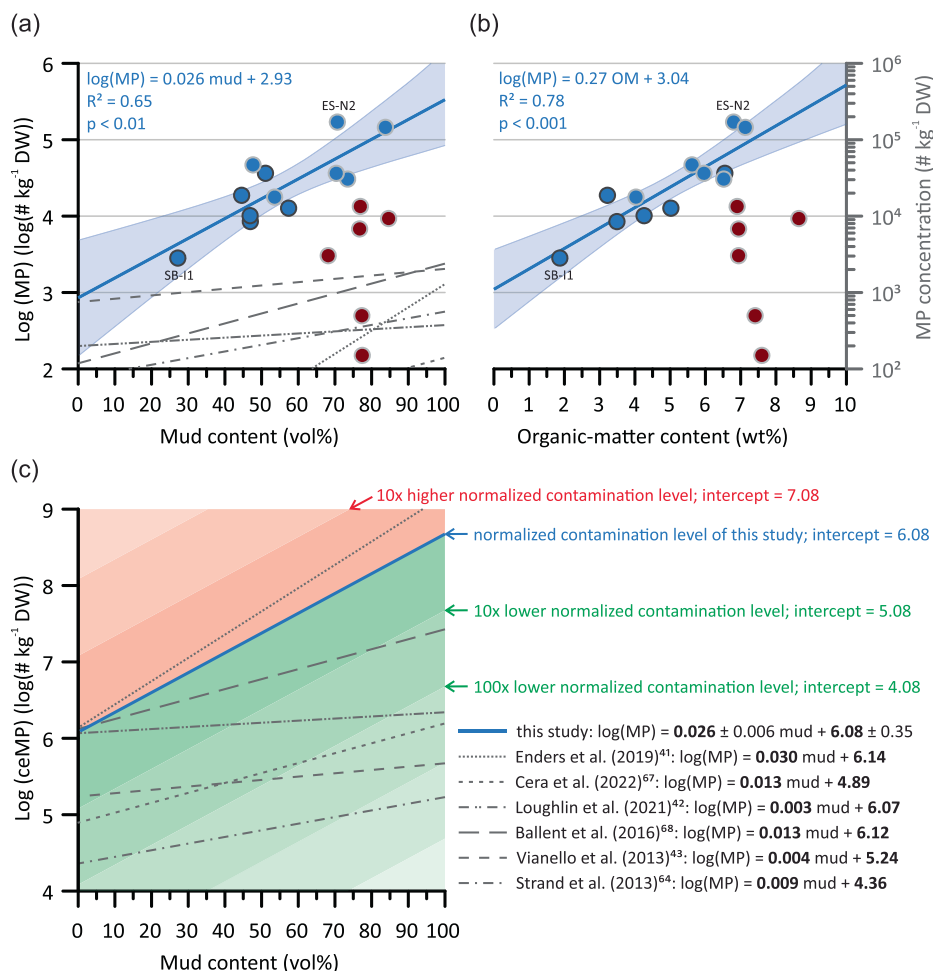 (a)
(b)
log(MP) = 0.026 mud + 2.93
R² = 0.65
p < 0.01
ES-N2
SB-I1
6
5
4
3
2
Log (MP) (log(# kg⁻¹ DW))
0 10 20 30 40 50 60 70 80 90 100
Mud content (vol%)
log(MP) = 0.27 OM + 3.04
R² = 0.78
p < 0.001
ES-N2
SB-I1
10⁶
10⁵
10⁴
10³
10²
MP concentration (# kg⁻¹ DW)
0 1 2 3 4 5 6 7 8 9 10
Organic-matter content (wt%)
(c)
10x higher normalized contamination level; intercept = 7.08
normalized contamination level of this study; intercept = 6.08
10x lower normalized contamination level; intercept = 5.08
100x lower normalized contamination level; intercept = 4.08
this study: log(MP) = 0.026 ± 0.006 mud + 6.08 ± 0.35
Enders et al. (2019)⁴¹: log(MP) = 0.030 mud + 6.14
Cera et al. (2022)⁶⁷: log(MP) = 0.013 mud + 4.89
Loughlin et al. (2021)⁴²: log(MP) = 0.003 mud + 6.07
Ballent et al. (2016)⁶⁸: log(MP) = 0.013 mud + 6.12
Vianello et al. (2013)⁴³: log(MP) = 0.004 mud + 5.24
Strand et al. (2013)⁶⁴: log(MP) = 0.009 mud + 4.36
9
8
7
6
5
4
Log (ceMP) (log(# kg⁻¹ DW))
0 10 20 30 40 50 60 70 80 90 100
Mud content (vol%)